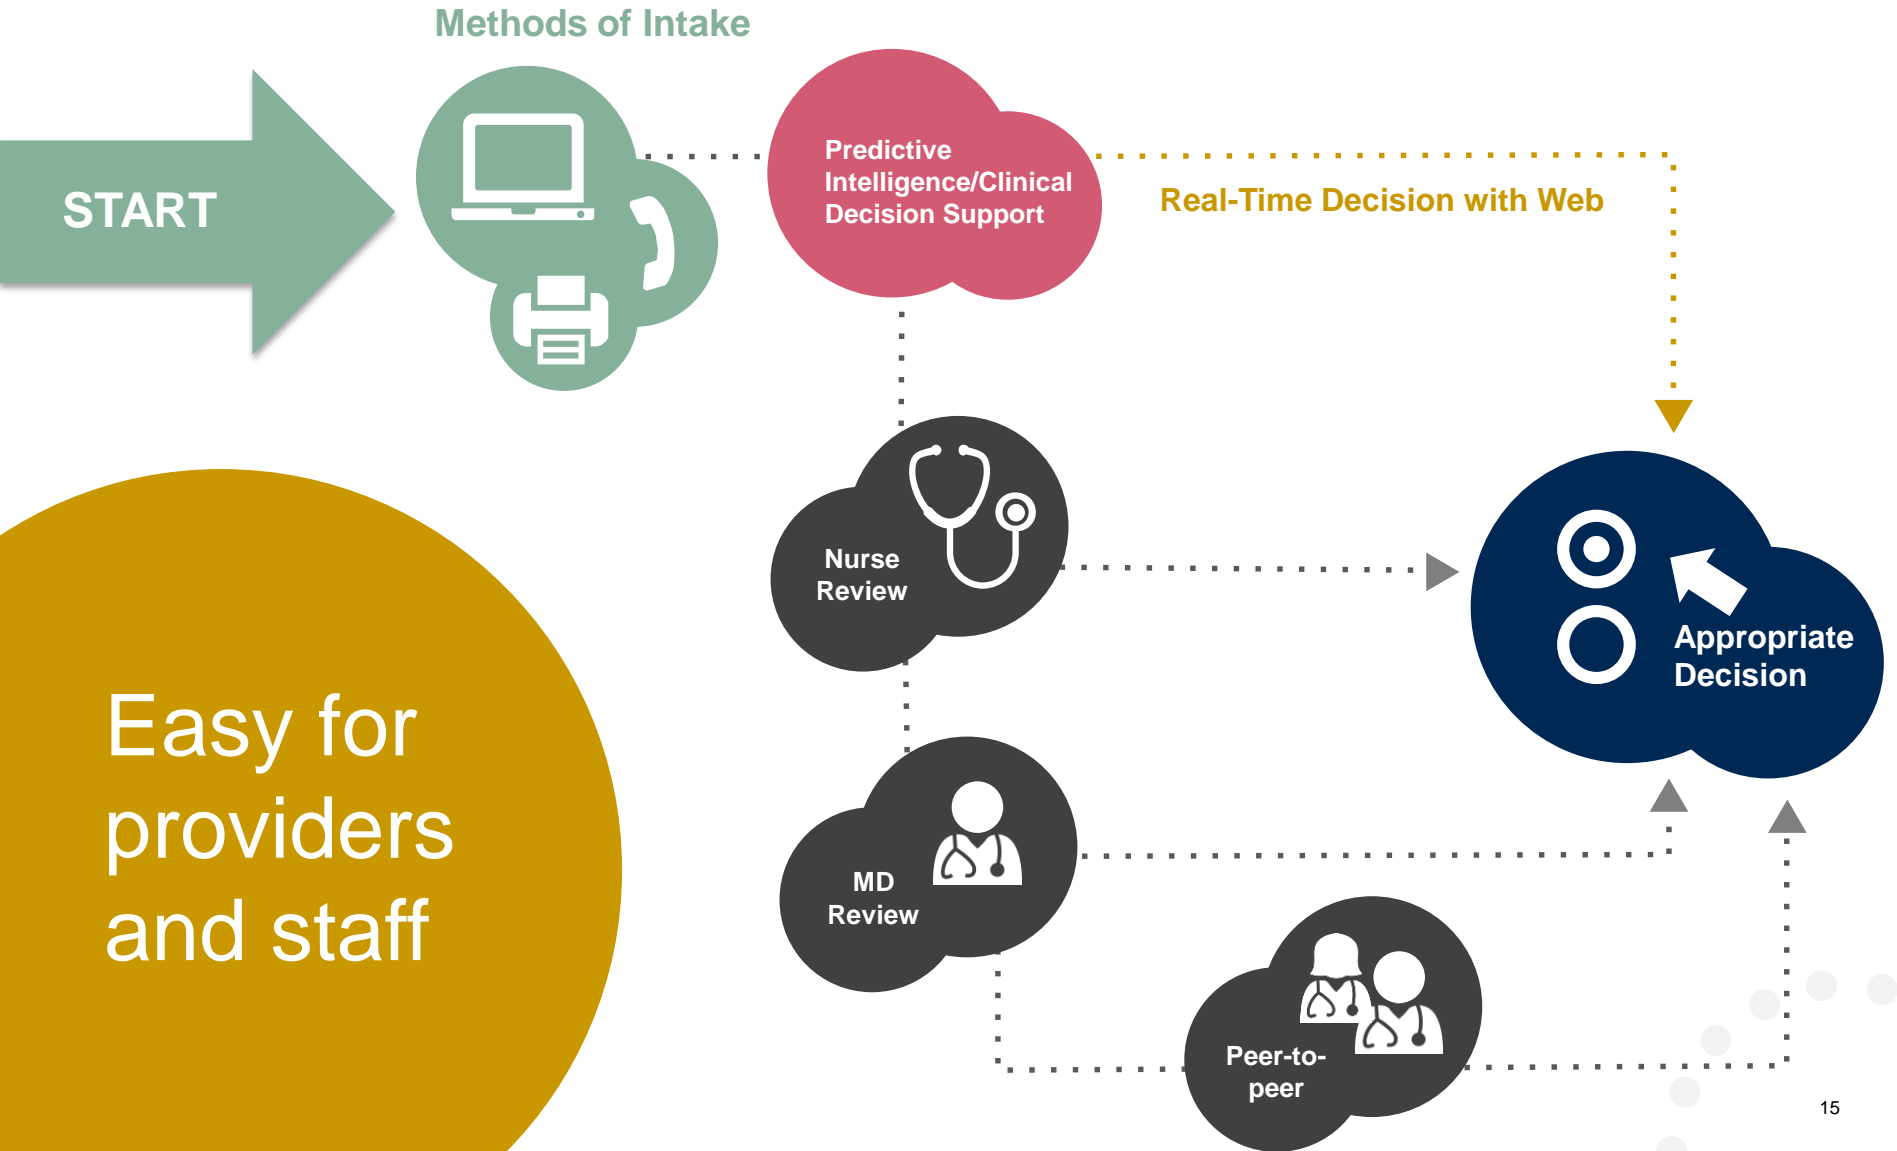 Methods of Intake
START
Predictive
Intelligence/Clinical
Decision Support
Real-Time Decision with Web
Nurse
Review
Appropriate
Decision
Easy for
providers
and staff
MD
Review
Peer-to-
peer
15